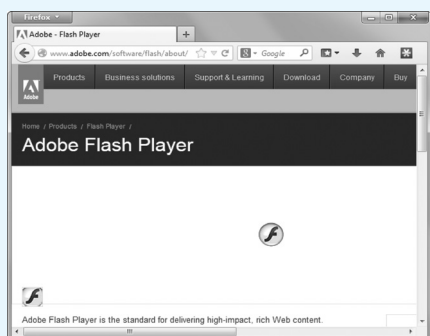 Firefox
Adobe - Flash Player
www.adobe.com/software/flash/about/
Google
Adobe
Products Business solutions Support & Learning Download Company Buy
Home / Products / Flash Player /
Adobe Flash Player
Adobe Flash Player is the standard for delivering high-impact, rich Web content.